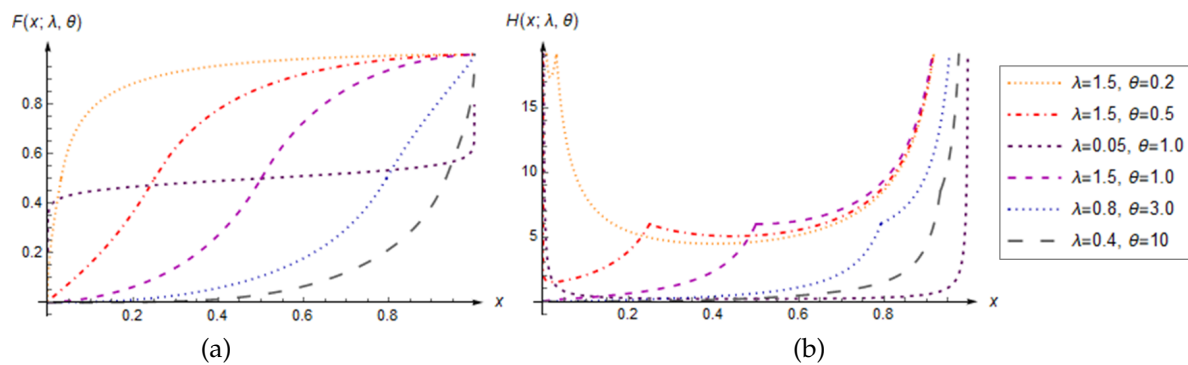 F(x; λ, θ)
0.8
0.6
0.4
0.2
0.2 0.4 0.6 0.8
x
(a)
H(x; λ, θ)
15
10
5
0.2 0.4 0.6 0.8
x
(b)
λ=1.5, θ=0.2
λ=1.5, θ=0.5
λ=0.05, θ=1.0
λ=1.5, θ=1.0
λ=0.8, θ=3.0
λ=0.4, θ=10